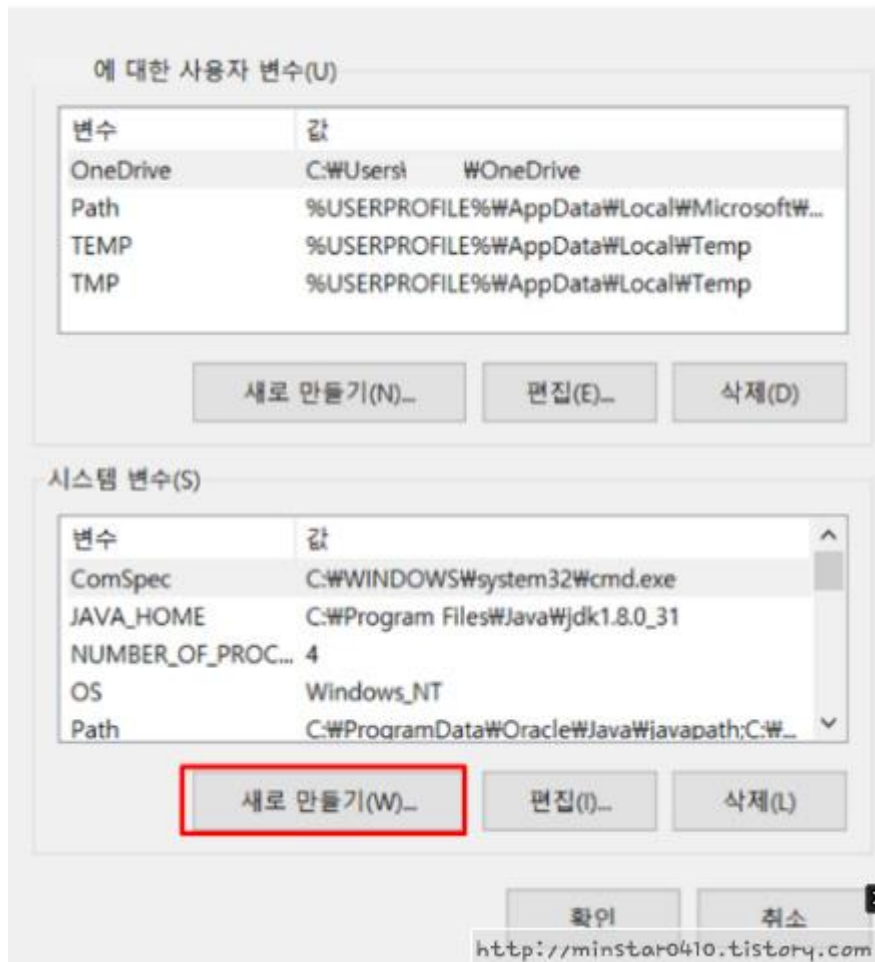 에 대한 사용자 변수(U)
변수 값
OneDrive C:₩Users₩ ₩OneDrive
Path %USERPROFILE%₩AppData₩Local₩Microsoft₩...
TEMP %USERPROFILE%₩AppData₩Local₩Temp
TMP %USERPROFILE%₩AppData₩Local₩Temp
새로 만들기(N)... 편집(E)... 삭제(D)
시스템 변수(S)
변수 값
ComSpec C:₩WINDOWS₩system32₩cmd.exe
JAVA_HOME C:₩Program Files₩Java₩jdk1.8.0_31
NUMBER_OF_PROC... 4
OS Windows_NT
Path C:₩ProgramData₩Oracle₩Java₩javapath;C:₩...
새로 만들기(W)... 편집(I)... 삭제(L)
확인 취소
http://minstar0410.tistory.com